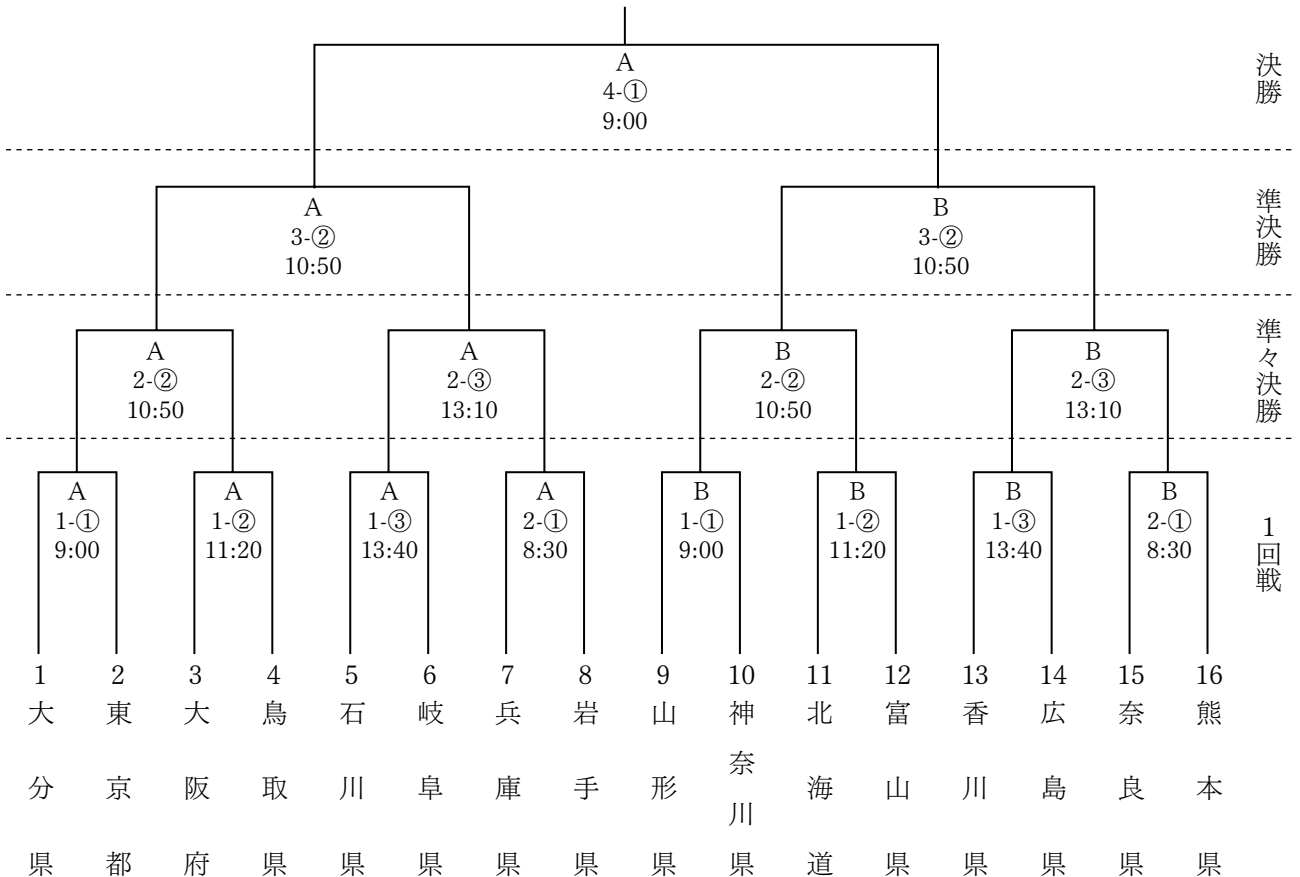 A
4-①
9:00
決勝
A
3-②
10:50
B
3-②
10:50
準決勝
A
2-②
10:50
A
2-③
13:10
B
2-②
10:50
B
2-③
13:10
準々決勝
A
1-①
9:00
A
1-②
11:20
A
1-③
13:40
A
2-①
8:30
B
1-①
9:00
B
1-②
11:20
B
1-③
13:40
B
2-①
8:30
1回戦
1
大分県
2
東京都
3
大阪府
4
鳥取県
5
石川県
6
岐阜県
7
兵庫県
8
岩手県
9
山形県
10
神奈川県
11
北海道
12
富山県
13
香川県
14
広島県
15
奈良県
16
熊本県